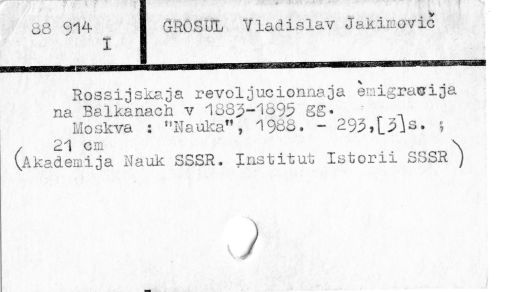 88 914
I
GROSUL Vladislav Jakimovič
Rossijskaja revoljucionnaja èmigracija
na Balkanach v 1883-1895 gg.
Moskva : "Nauka", 1988. - 293,[3]s. ;
21 cm
(Akademija Nauk SSSR. Institut Istorii SSSR)